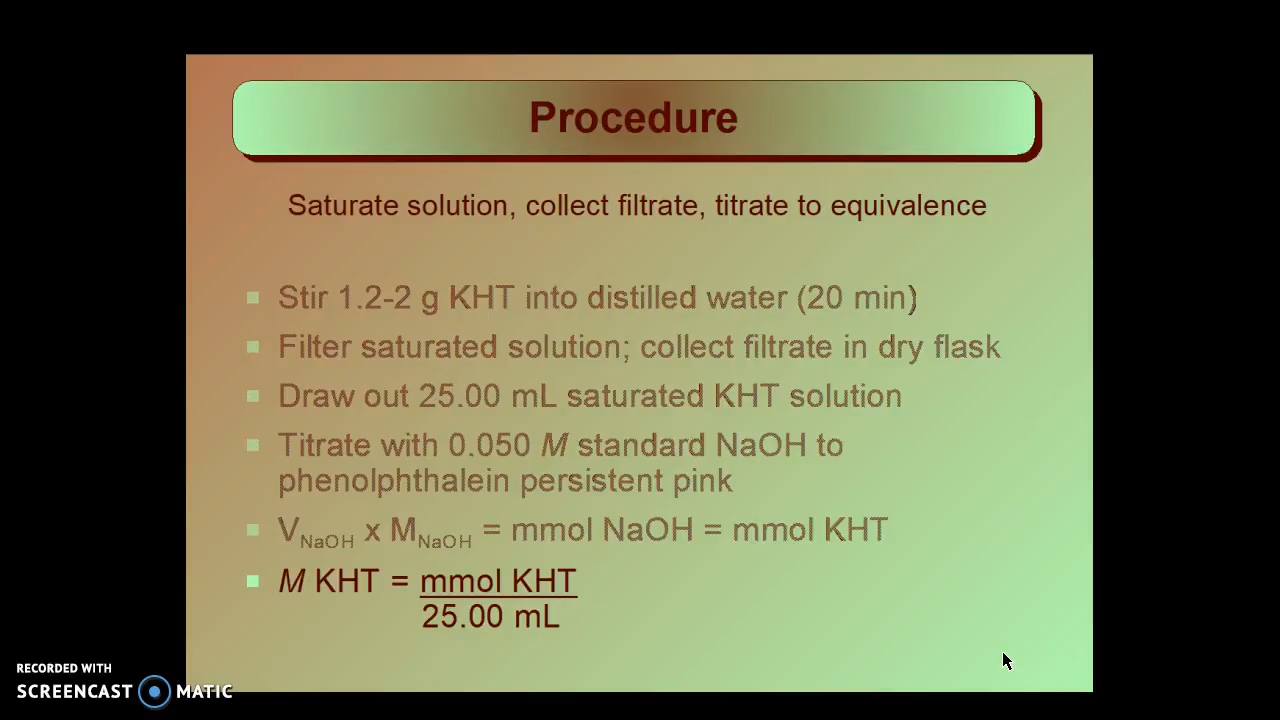 Procedure
Saturate solution, collect filtrate, titrate to equivalence
Stir 1.2-2 g KHT into distilled water (20 min)
Filter saturated solution; collect filtrate in dry flask
Draw out 25.00 mL saturated KHT solution
Titrate with 0.050 M standard NaOH to
phenolphthalein persistent pink
VNaOH x MNaOH = mmol NaOH = mmol KHT
M KHT = mmol KHT
25.00 mL
RECORDED WITH
SCREENCAST MATIC